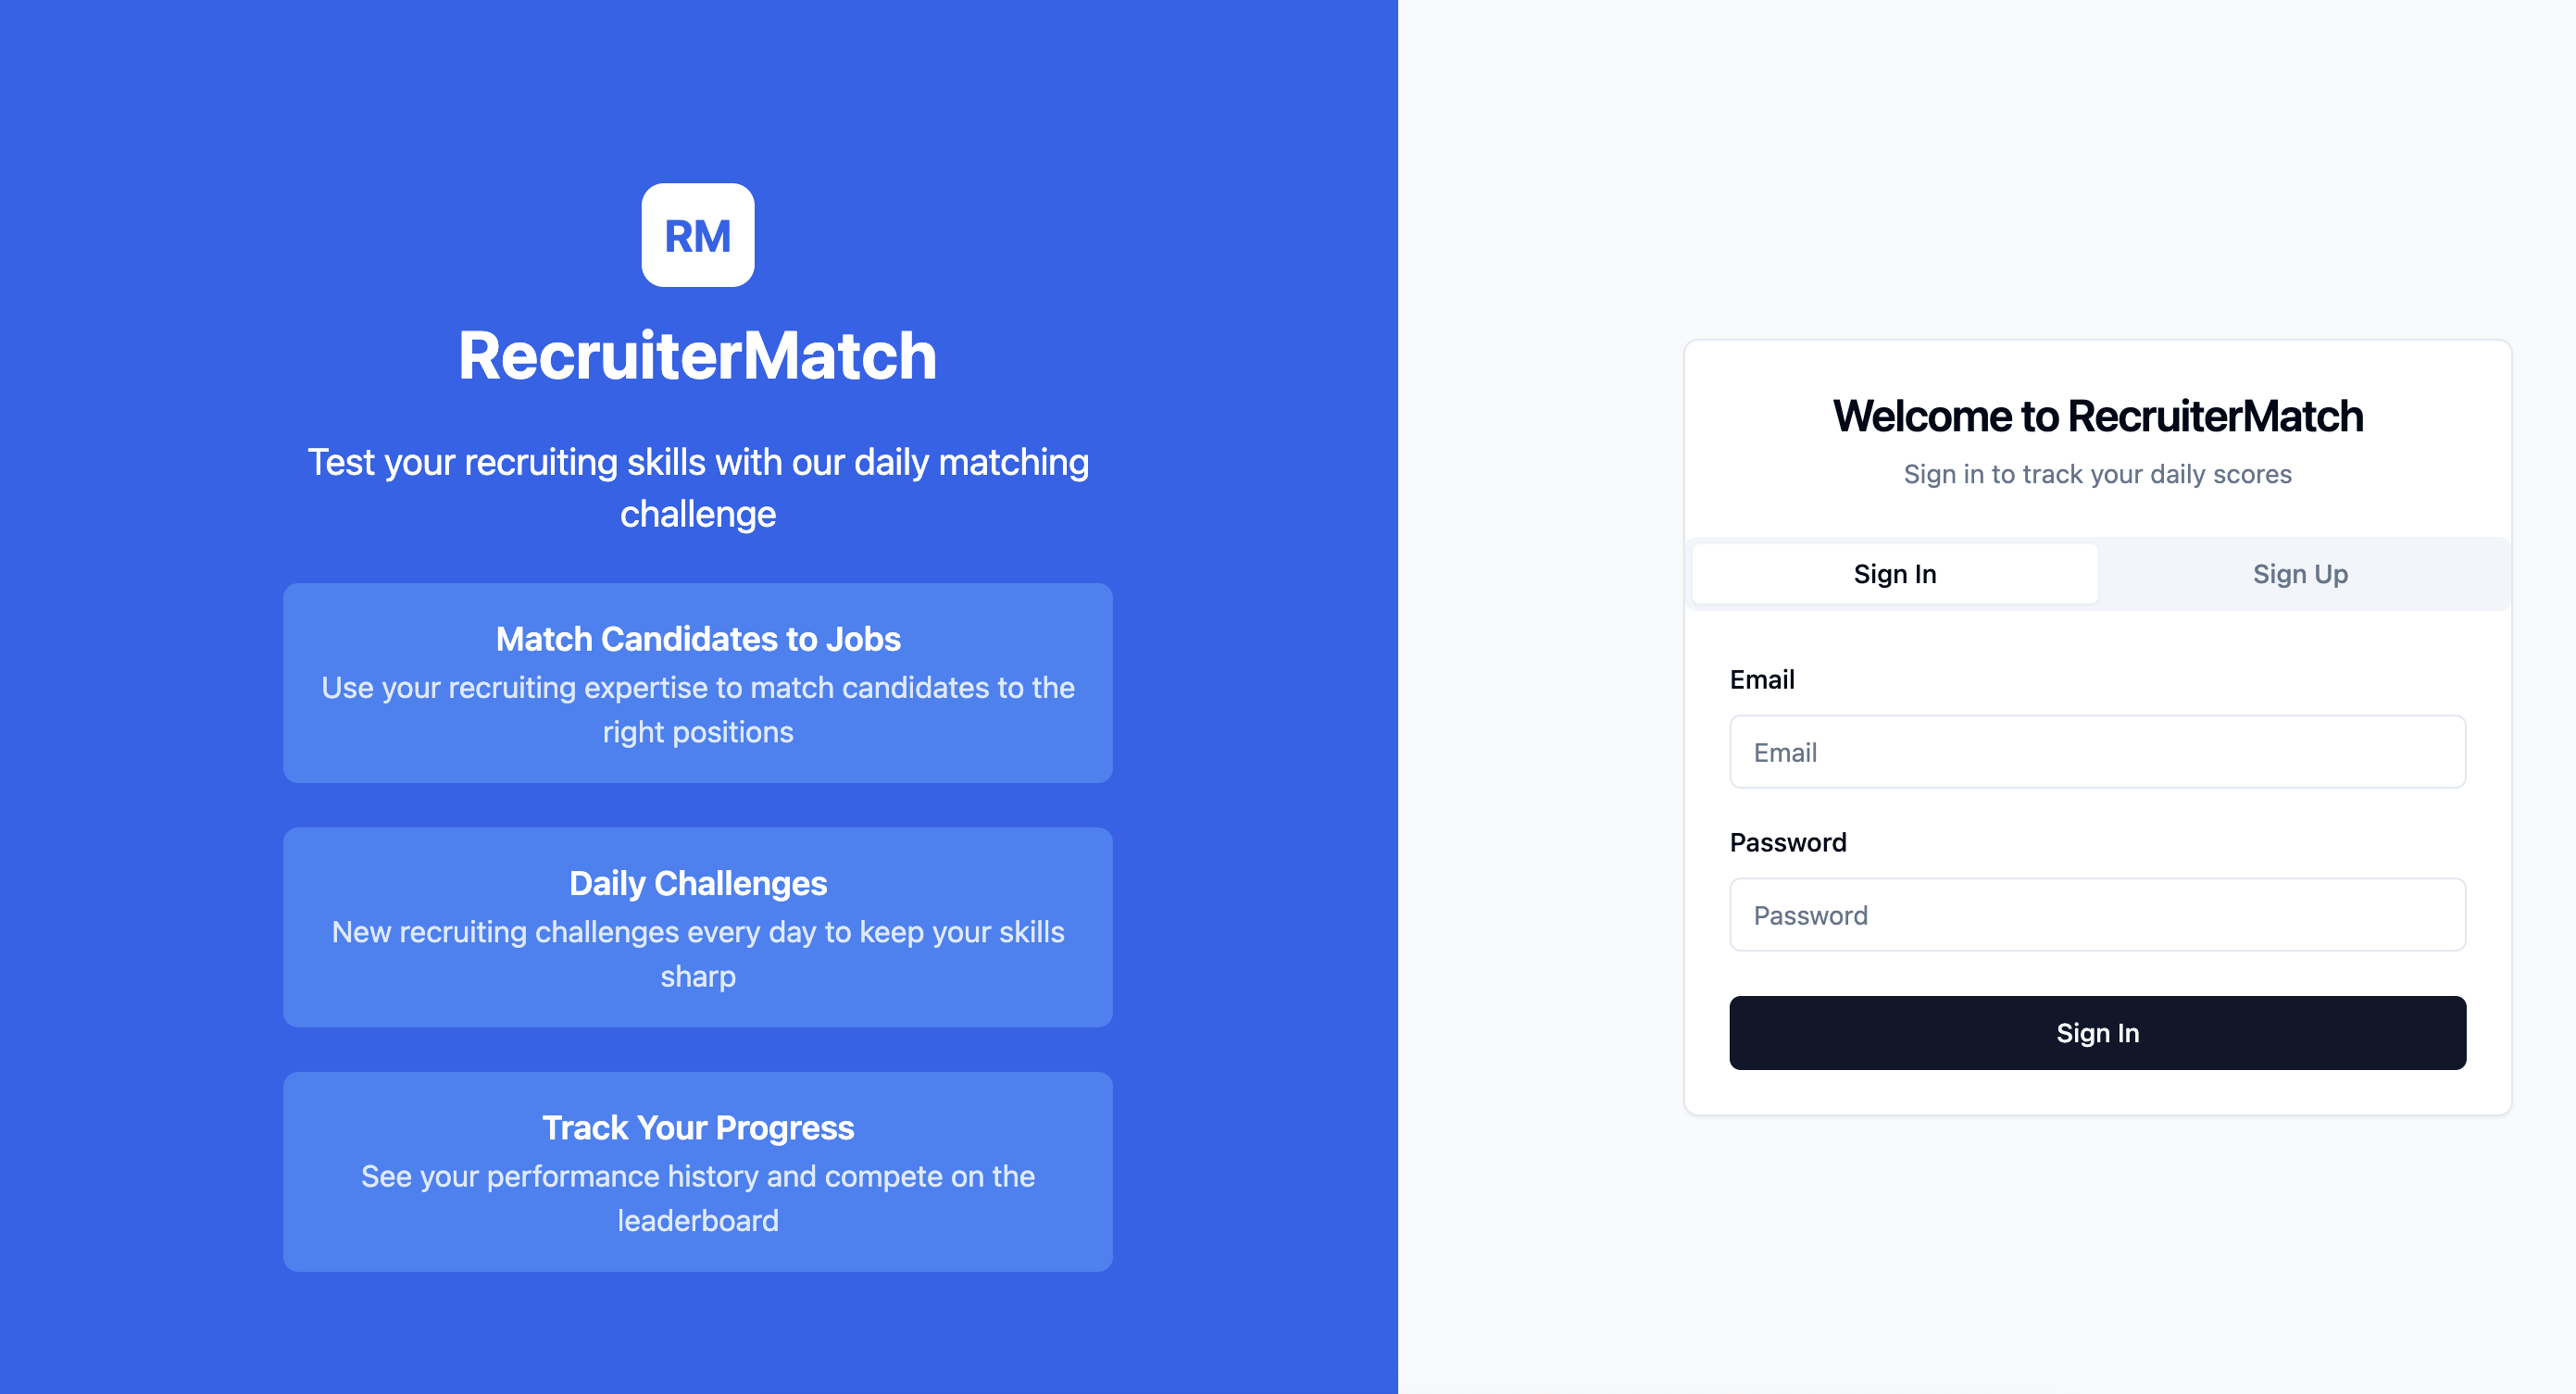 RM
RecruiterMatch
Test your recruiting skills with our daily matching
challenge
Match Candidates to Jobs
Use your recruiting expertise to match candidates to the
right positions
Daily Challenges
New recruiting challenges every day to keep your skills
sharp
Track Your Progress
See your performance history and compete on the
leaderboard
Welcome to RecruiterMatch
Sign in to track your daily scores
Sign In
Sign Up
Email
Email
Password
Password
Sign In